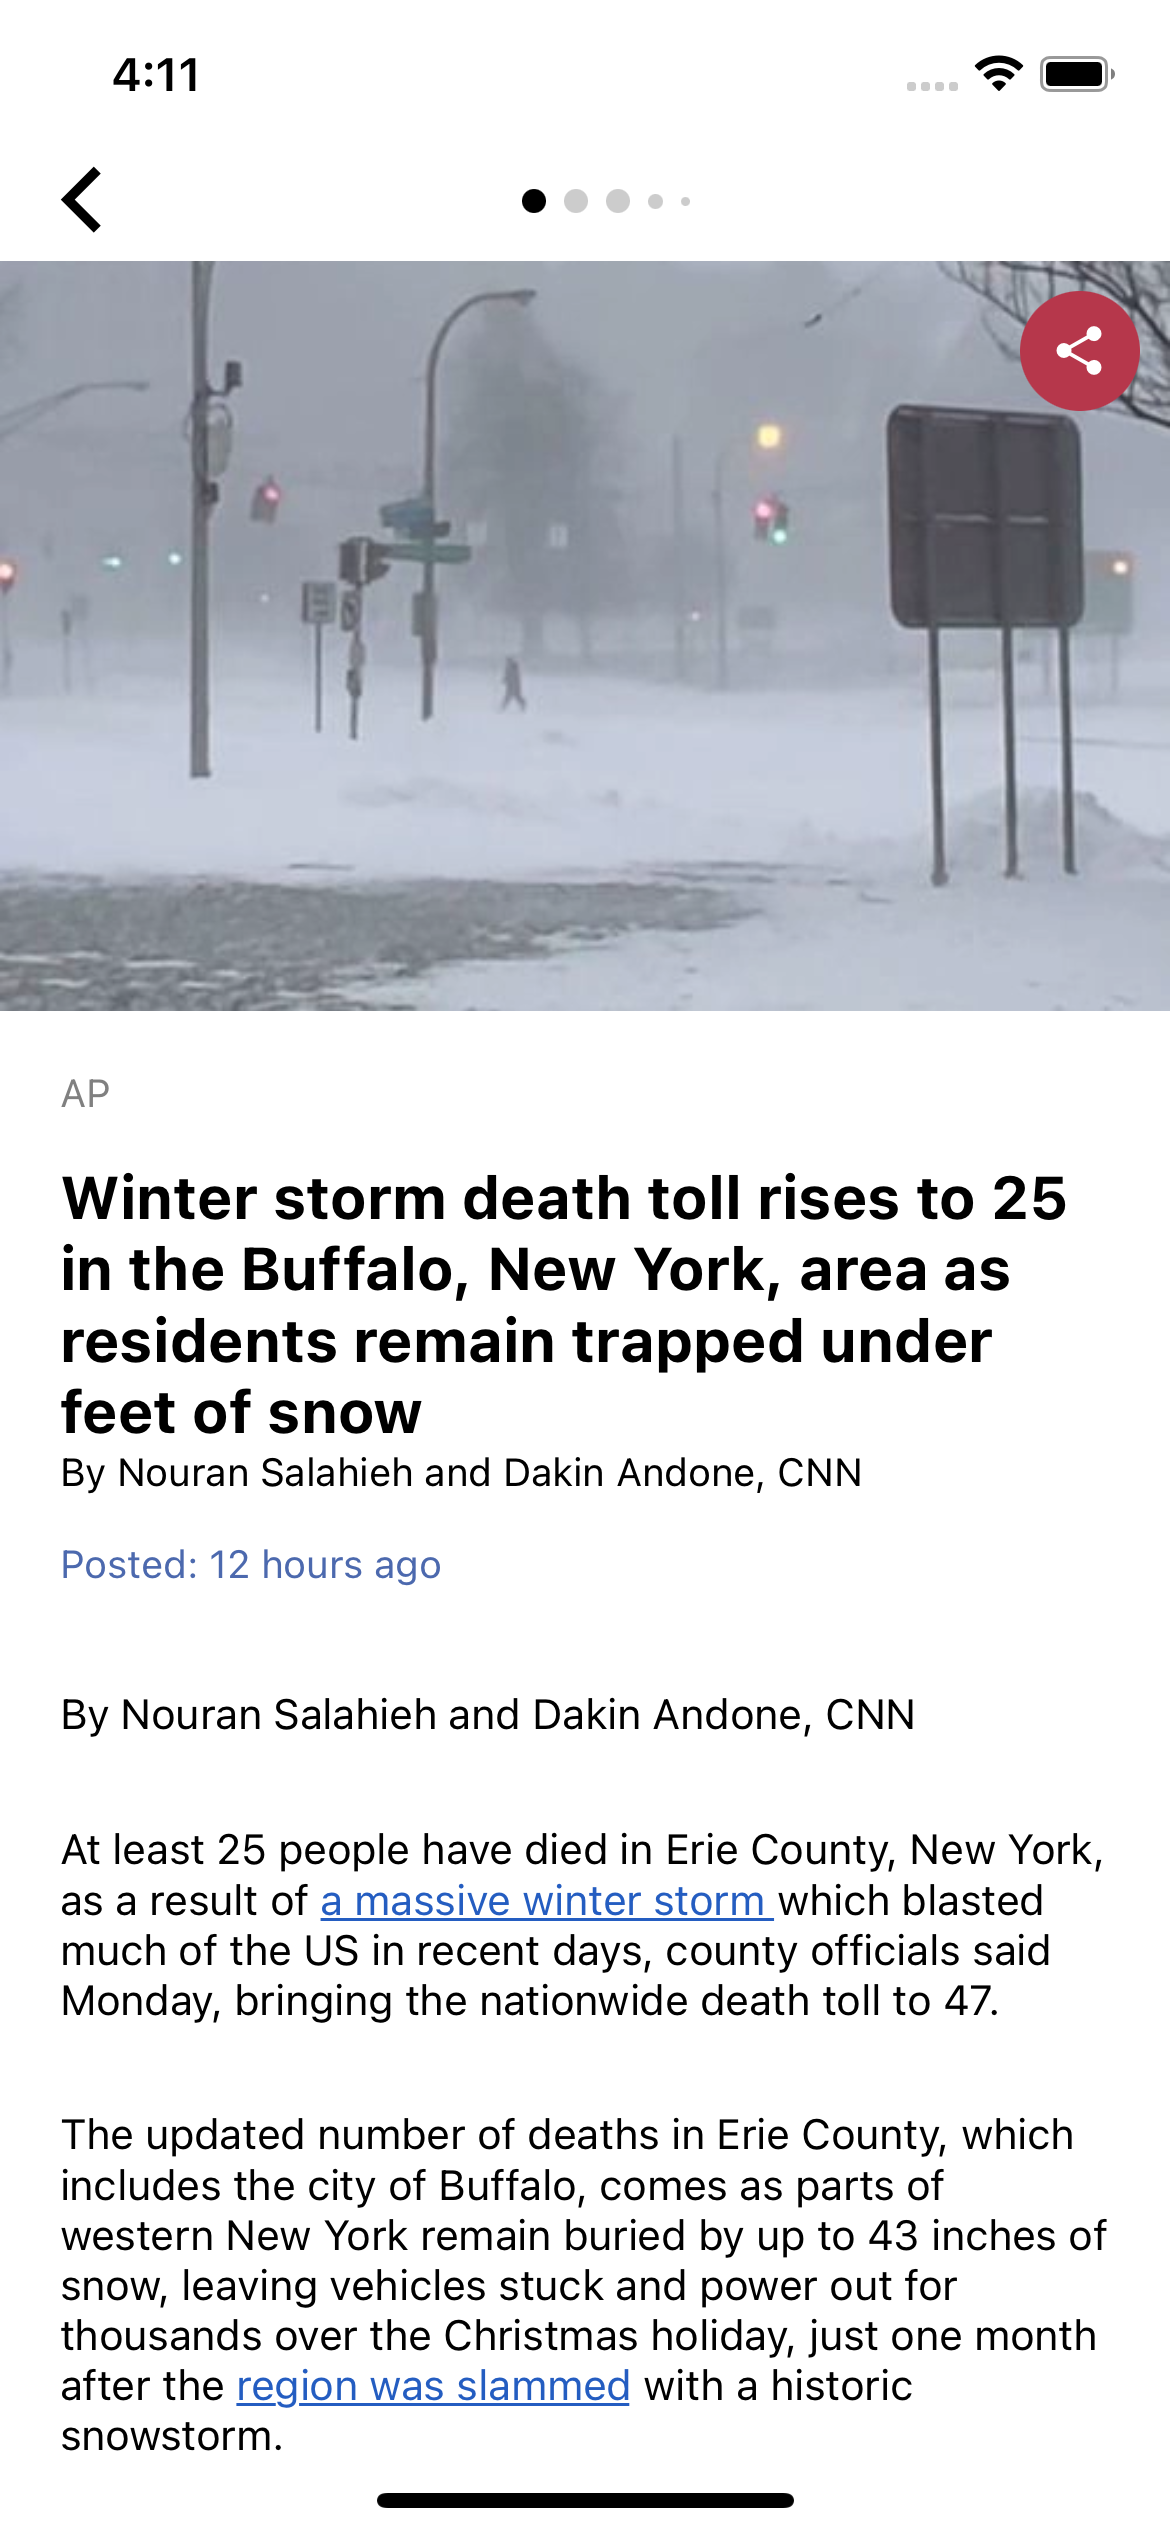 4:11
AP
Winter storm death toll rises to 25
in the Buffalo, New York, area as
residents remain trapped under
feet of snow
By Nouran Salahieh and Dakin Andone, CNN
Posted: 12 hours ago
By Nouran Salahieh and Dakin Andone, CNN
At least 25 people have died in Erie County, New York,
as a result of a massive winter storm which blasted
much of the US in recent days, county officials said
Monday, bringing the nationwide death toll to 47.
The updated number of deaths in Erie County, which
includes the city of Buffalo, comes as parts of
western New York remain buried by up to 43 inches of
snow, leaving vehicles stuck and power out for
thousands over the Christmas holiday, just one month
after the region was slammed with a historic
snowstorm.